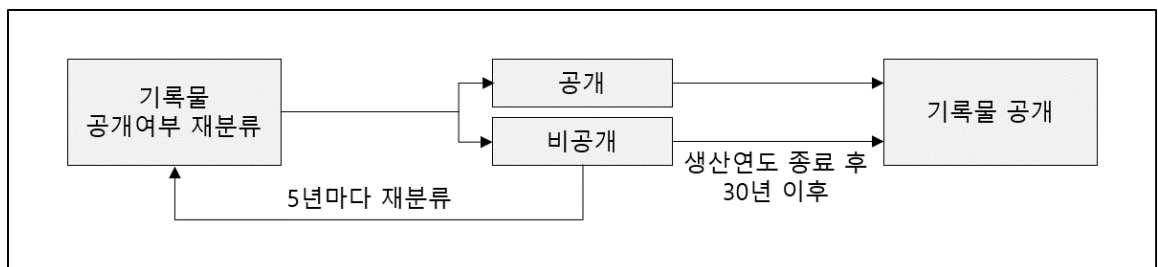 기록물
공개여부 재분류
공개
비공개
기록물 공개
생산연도 종료 후
30년 이후
5년마다 재분류